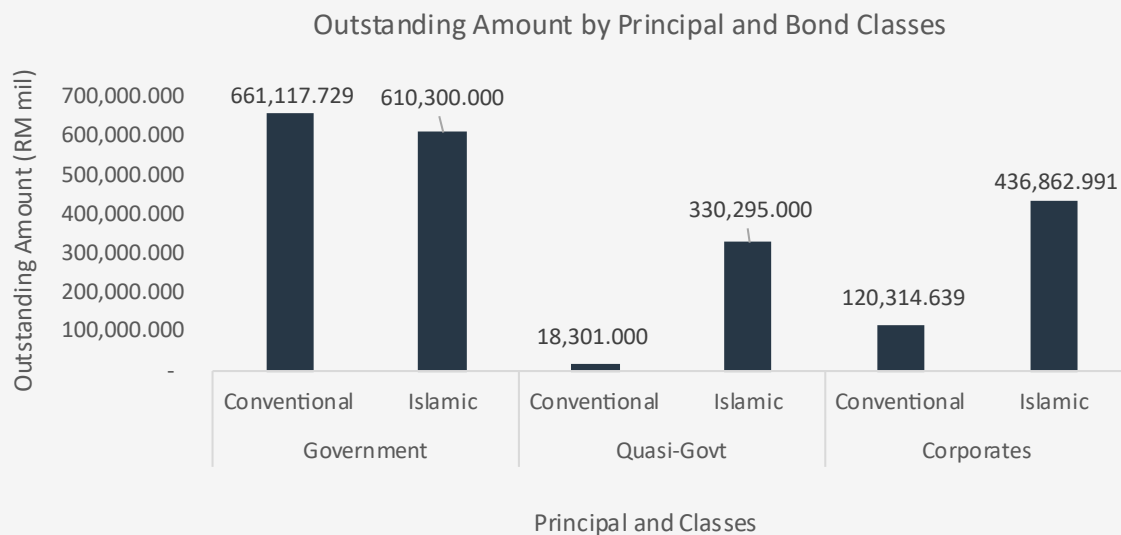 Outstanding Amount by Principal and Bond Classes
Outstanding Amount (RM mil)
700,000.000
600,000.000
500,000.000
400,000.000
300,000.000
200,000.000
100,000.000
-
661,117.729
610,300.000
18,301.000
330,295.000
120,314.639
436,862.991
Conventional Islamic Conventional Islamic Conventional Islamic
Government Quasi-Govt Corporates
Principal and Classes